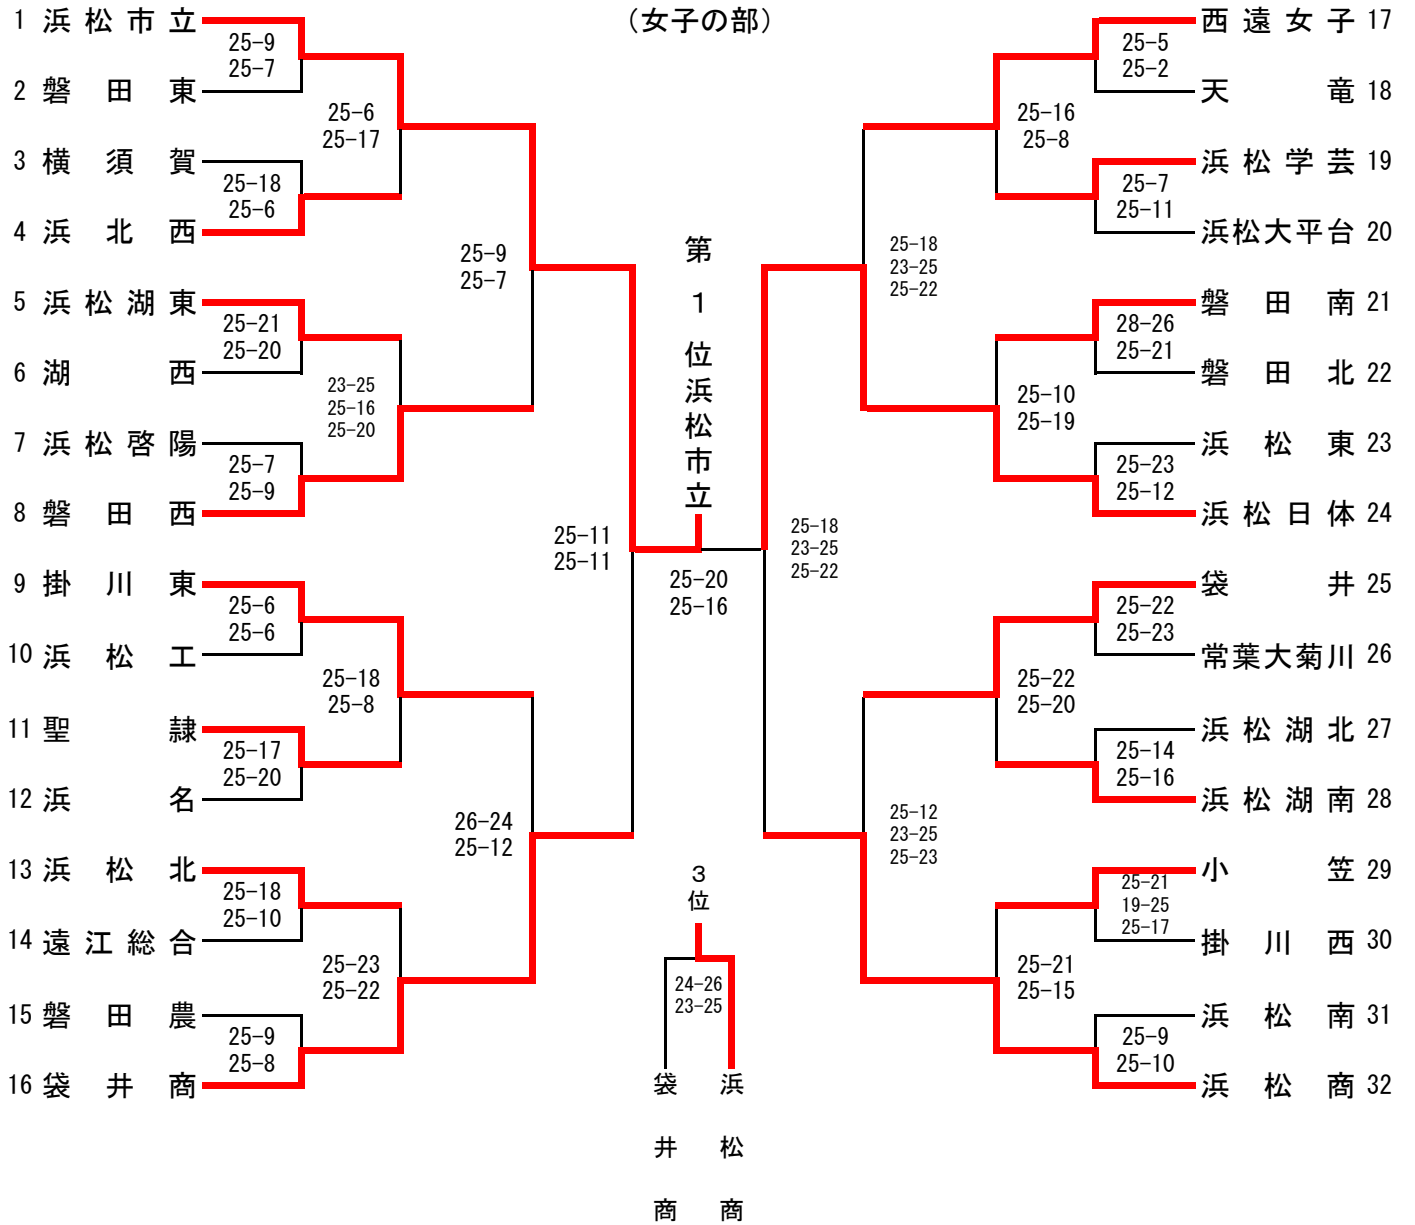 (女子の部)
1 浜松市立
25-9
25-7
2 磐田東
25-6
25-17
3 横須賀
25-18
25-6
4 浜北西
25-9
25-7
5 浜松湖東
25-21
25-20
6 湖西
23-25
25-16
25-20
7 浜松啓陽
25-7
25-9
8 磐田西
25-11
25-11
9 掛川東
25-6
25-6
10 浜松工
25-18
25-8
11 聖隷
25-17
25-20
12 浜名
26-24
25-12
13 浜松北
25-18
25-10
14 遠江総合
25-23
25-22
15 磐田農
25-9
25-8
16 袋井商
第1位浜松市立
25-20
25-16
3位
24-26
23-25
袋井商
浜松商
西遠女子 17
25-5
25-2
天竜 18
25-16
25-8
浜松学芸 19
25-7
25-11
浜松大平台 20
25-18
23-25
25-22
磐田南 21
28-26
25-21
磐田北 22
25-10
25-19
浜松東 23
25-23
25-12
浜松日体 24
25-18
23-25
25-22
袋井 25
25-22
25-23
常葉大菊川 26
25-22
25-20
浜松湖北 27
25-14
25-16
浜松湖南 28
25-12
23-25
25-23
小笠 29
25-21
19-25
25-17
掛川西 30
25-21
25-15
浜松南 31
25-9
25-10
浜松商 32